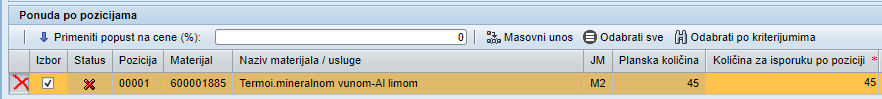 Ponuda po pozicijama
Primeniti popust na cene (%): 0 Masovni unos Odabrati sve Odabrati po kriterijumima
Izbor Status Pozicija Materijal Naziv materijala / usluge JM Planska količina Količina za isporuku po poziciji *
00001 600001885 Termoi.mineralnom vunom-Al limom M2 45 45